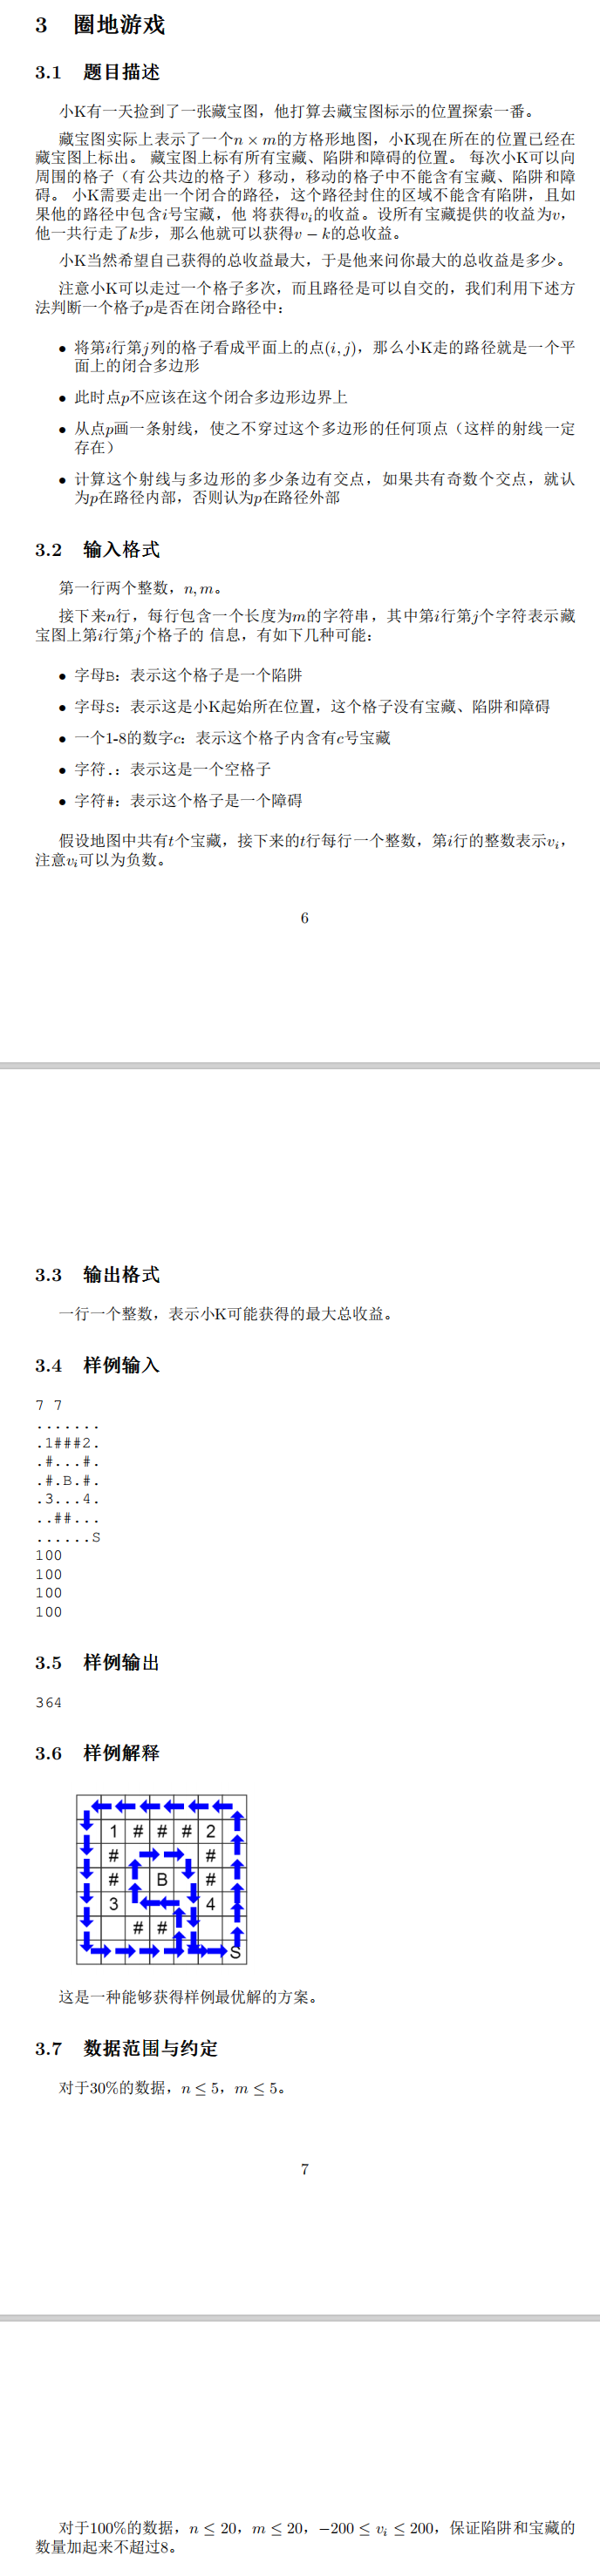 3 圈地游戏
3.1 题目描述
小K有一天捡到了一张藏宝图，他打算去藏宝图标示的位置探索一番。
藏宝图实际上表示了一个n × m的方格形地图，小K现在所在的位置已经在
藏宝图上标出。 藏宝图上标有所有宝藏、陷阱和障碍的位置。 每次小K可以向
周围的格子（有公共边的格子）移动，移动的格子中不能含有宝藏、陷阱和障
碍。 小K需要走出一个闭合的路径，这个路径封住的区域不能含有陷阱，且如
果他的路径中包含i号宝藏，他 将获得vi的收益。设所有宝藏提供的收益为v，
他一共行走了k步，那么他就可以获得v − k的总收益。
小K当然希望自己获得的总收益最大，于是他来问你最大的总收益是多少。
注意小K可以走过一个格子多次，而且路径是可以自交的，我们利用下述方
法判断一个格子p是否在闭合路径中：
• 将第i行第j列的格子看成平面上的点(i, j)，那么小K走的路径就是一个平
面上的闭合多边形
• 此时点p不应该在这个闭合多边形边界上
• 从点p画一条射线，使之不穿过这个多边形的任何顶点（这样的射线一定
存在）
• 计算这个射线与多边形的多少条边有交点，如果共有奇数个交点，就认
为p在路径内部，否则认为p在路径外部
3.2 输入格式
第一行两个整数，n, m。
接下来n行，每行包含一个长度为m的字符串，其中第i行第j个字符表示藏
宝图上第i行第j个格子的 信息，有如下几种可能：
• 字母B：表示这个格子是一个陷阱
• 字母S：表示这是小K起始所在位置，这个格子没有宝藏、陷阱和障碍
• 一个1-8的数字c：表示这个格子内含有c号宝藏
• 字符.：表示这是一个空格子
• 字符#：表示这个格子是一个障碍
假设地图中共有t个宝藏，接下来的t行每行一个整数，第i行的整数表示vi，
注意vi可以为负数。
6
3.3 输出格式
一行一个整数，表示小K可能获得的最大总收益。
3.4 样例输入
7 7
.......
.1###2.
.#...#.
.#.B.#.
.3...4.
..##...
......S
100
100
100
100
3.5 样例输出
364
3.6 样例解释
1 # # # 2
# #
# B #
3 4
# #
S
这是一种能够获得样例最优解的方案。
3.7 数据范围与约定
对于30%的数据，n ≤ 5，m ≤ 5。
7
对于100%的数据，n ≤ 20，m ≤ 20，−200 ≤ vi ≤ 200，保证陷阱和宝藏的
数量加起来不超过8。